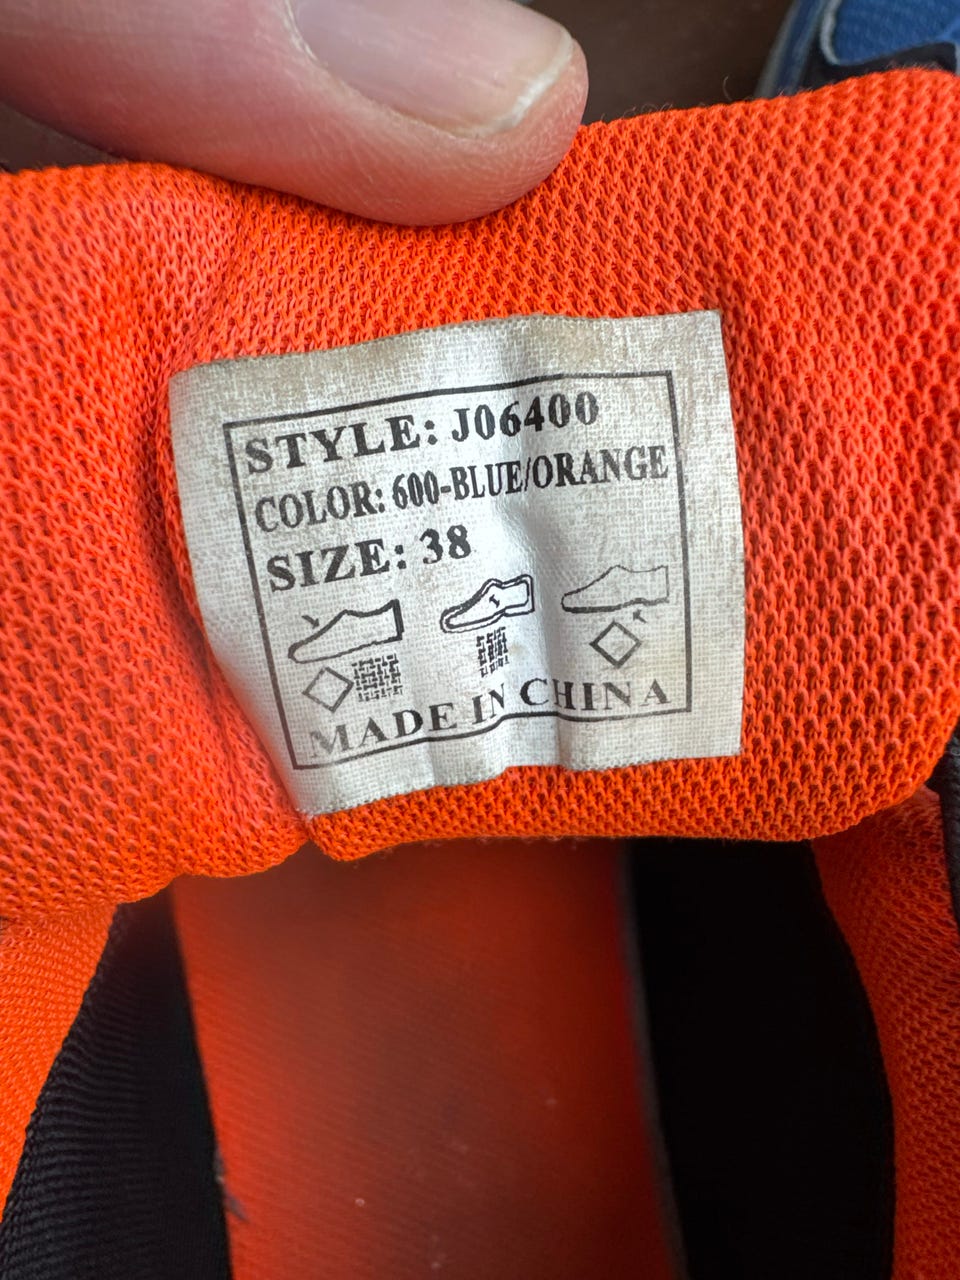 STYLE: J06400
COLOR: 600-BLUE/ORANGE
SIZE: 38
MADE IN CHINA